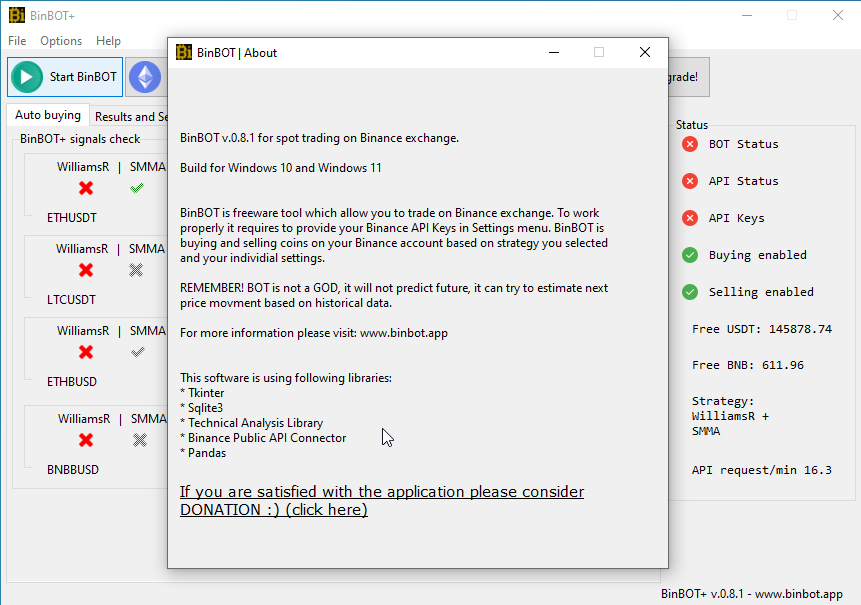 BinBOT+
File Options Help
Start BinBOT
Auto buying
Results and Se
BinBOT+ signals check
WilliamsR | SMMA
ETHUSDT
WilliamsR | SMMA
LTCUSDT
WilliamsR | SMMA
ETHBUSD
WilliamsR | SMMA
BNBBUSD
BinBOT | About
BinBOT v.0.8.1 for spot trading on Binance exchange.
Build for Windows 10 and Windows 11
BinBOT is freeware tool which allow you to trade on Binance exchange. To work
properly it requires to provide your Binance API Keys in Settings menu. BinBOT is
buying and selling coins on your Binance account based on strategy you selected
and your individial settings.
REMEMBER! BOT is not a GOD, it will not predict future, it can try to estimate next
price movment based on historical data.
For more information please visit: www.binbot.app
This software is using following libraries:
* Tkinter
* Sqlite3
* Technical Analysis Library
* Binance Public API Connector
* Pandas
If you are satisfied with the application please consider
DONATION :) (click here)
grade!
Status
BOT Status
API Status
API Keys
Buying enabled
Selling enabled
Free USDT: 145878.74
Free BNB: 611.96
Strategy:
WilliamsR +
SMMA
API request/min 16.3
BinBOT+ v.0.8.1 - www.binbot.app